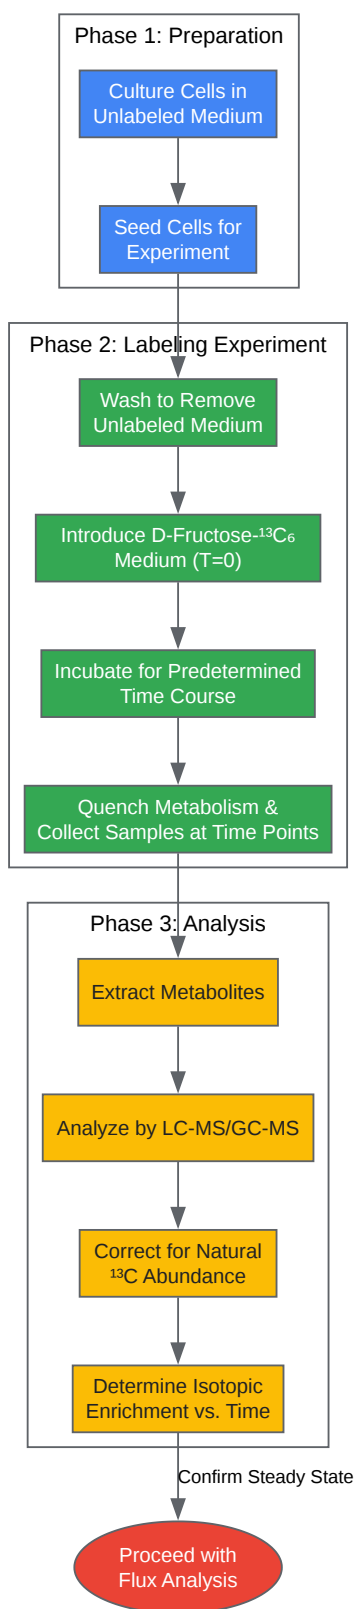 Phase 1: Preparation
Culture Cells in
Unlabeled Medium
Seed Cells for
Experiment
Phase 2: Labeling Experiment
Wash to Remove
Unlabeled Medium
Introduce D-Fructose-¹³C₆
Medium (T=0)
Incubate for Predetermined
Time Course
Quench Metabolism &
Collect Samples at Time Points
Phase 3: Analysis
Extract Metabolites
Analyze by LC-MS/GC-MS
Correct for Natural
¹³C Abundance
Determine Isotopic
Enrichment vs. Time
Confirm Steady State
Proceed with
Flux Analysis